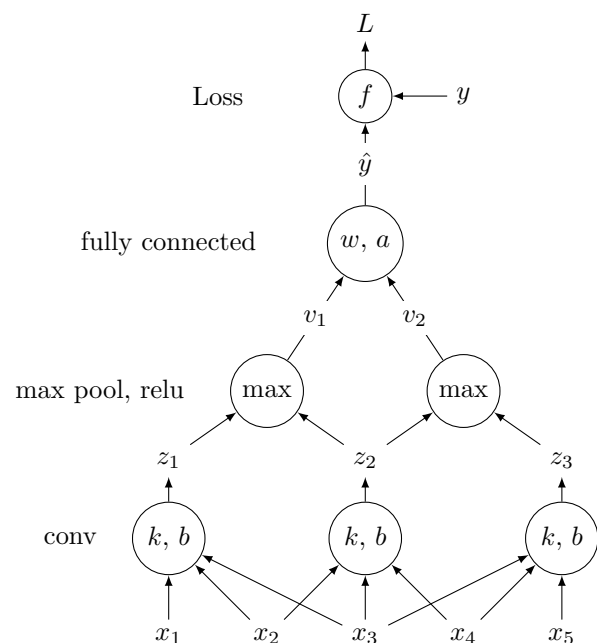 L
Loss f y
ŷ
fully connected w, a
v₁ v₂
max pool, relu max max
z₁ z₂ z₃
conv k, b k, b k, b
x₁ x₂ x₃ x₄ x₅